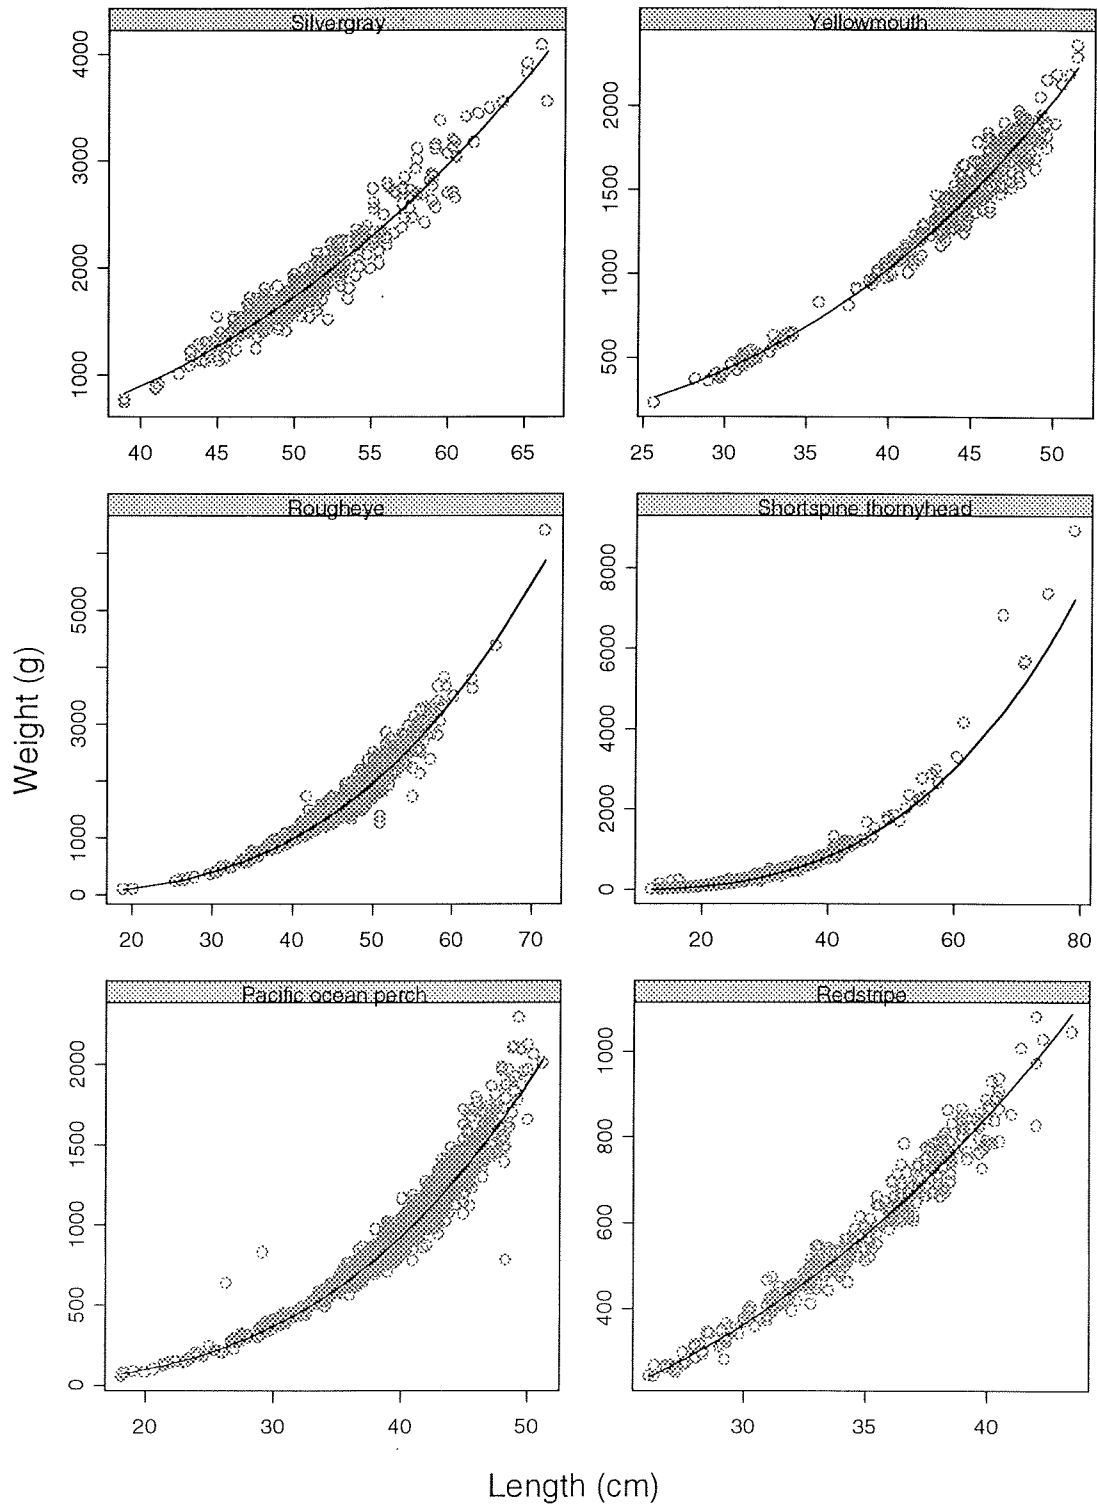 Silvergray
4000
3000
2000
1000
40 45 50 55 60 65
Yellowmouth
2000
1500
1000
500
25 30 35 40 45 50
Rougheye
5000
3000
1000
0
20 30 40 50 60 70
Shortspine thornyhead
8000
6000
4000
2000
0
20 40 60 80
Pacific ocean perch
2000
1500
1000
500
0
20 30 40 50
Redstripe
1000
800
600
400
30 35 40
Weight (g)
Length (cm)